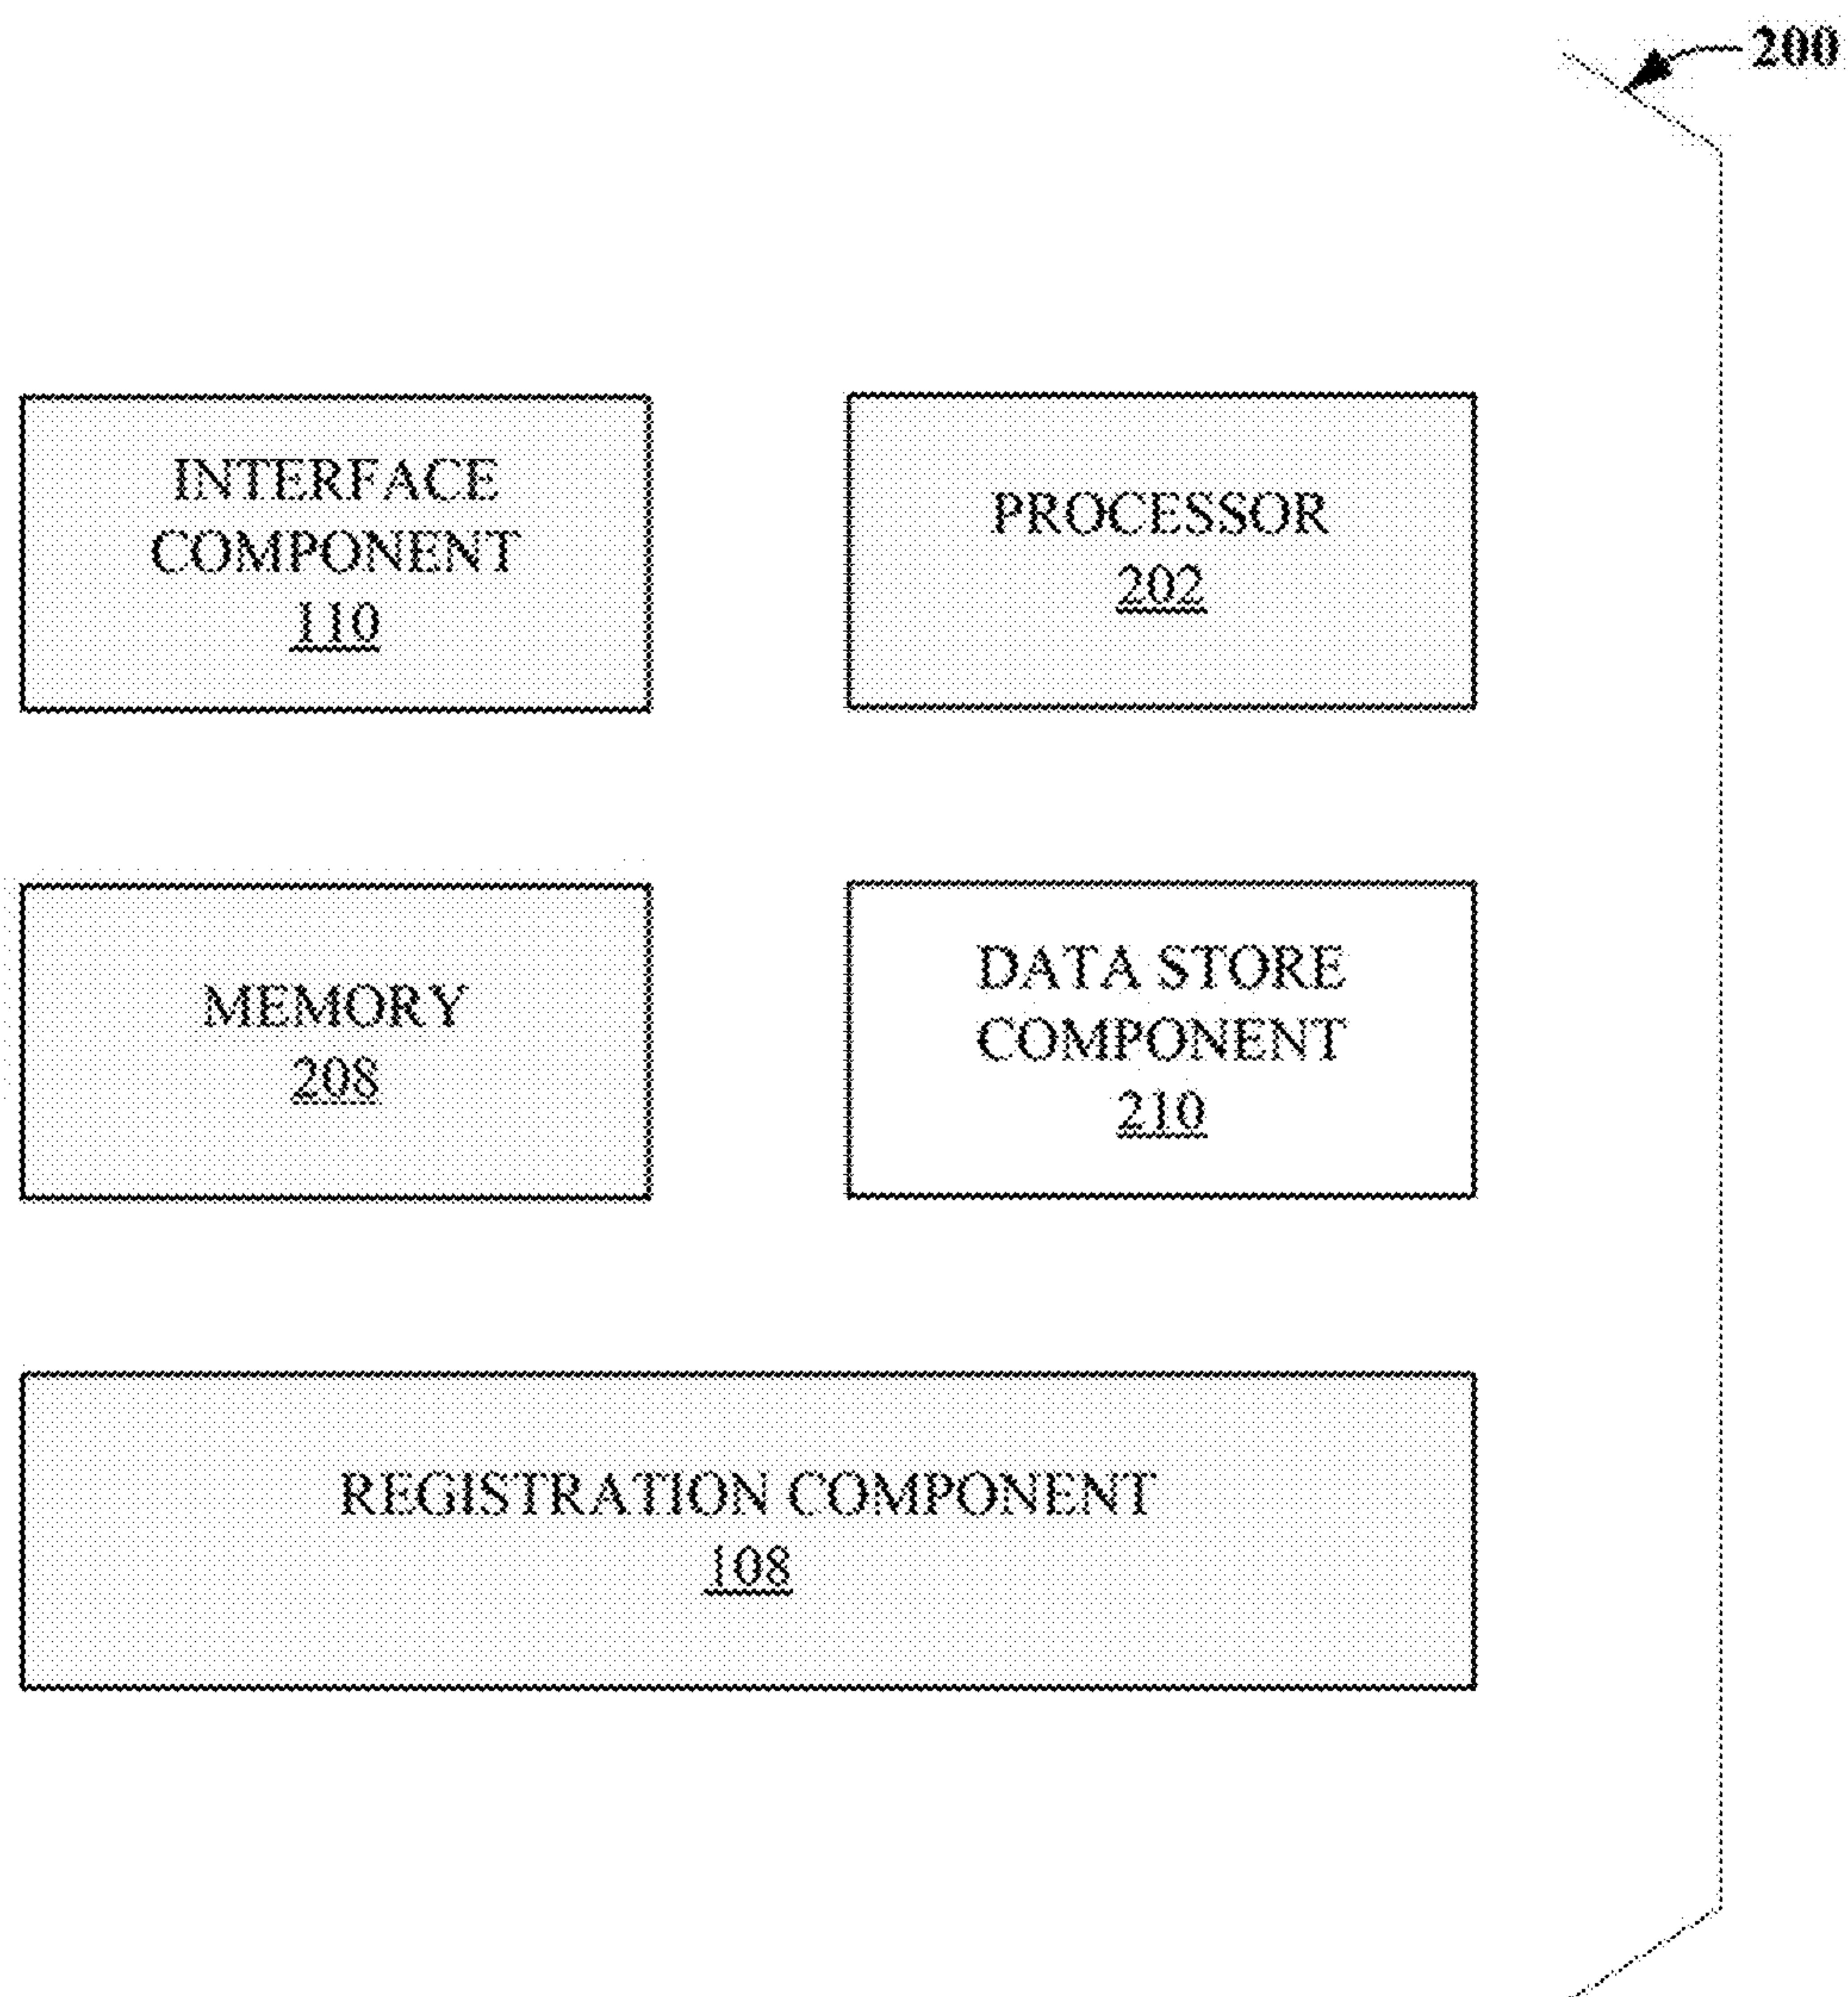 200
INTERFACE
COMPONENT
110
PROCESSOR
202
MEMORY
208
DATA STORE
COMPONENT
210
REGISTRATION COMPONENT
108